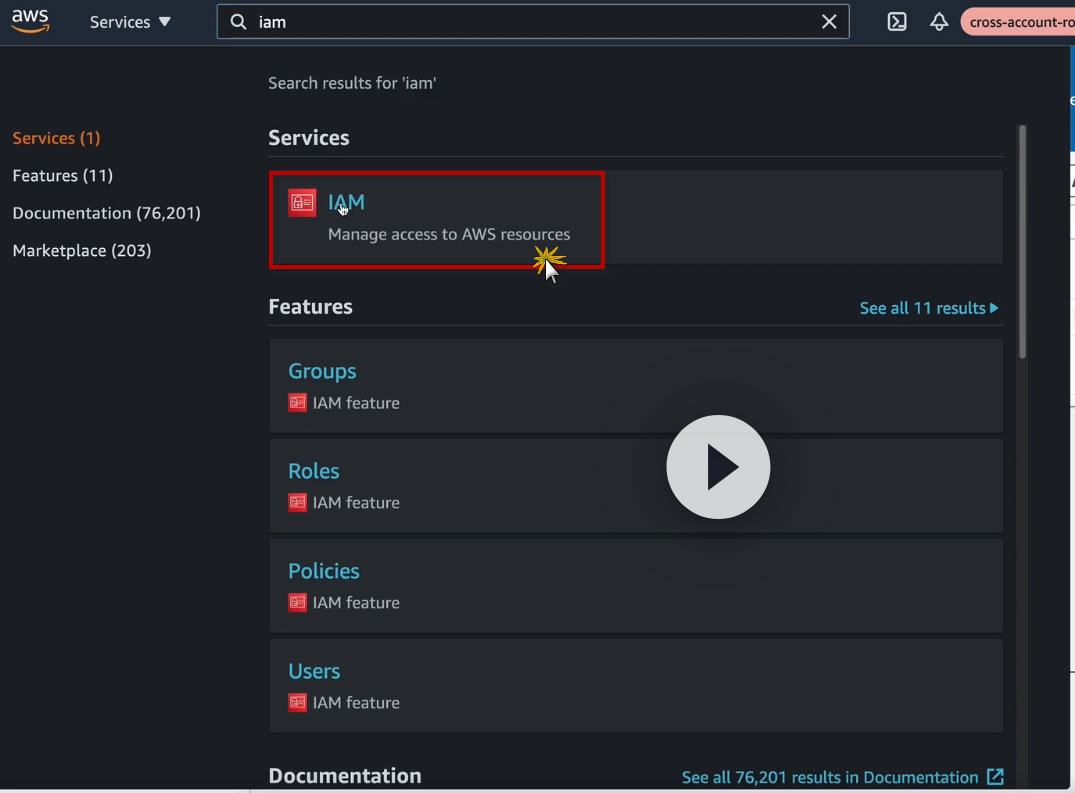 aws
Services
iam
cross-account-ro
Search results for 'iam'
Services (1)
Features (11)
Documentation (76,201)
Marketplace (203)
Services
IAM
Manage access to AWS resources
Features
See all 11 results
Groups
IAM feature
Roles
IAM feature
Policies
IAM feature
Users
IAM feature
Documentation
See all 76,201 results in Documentation